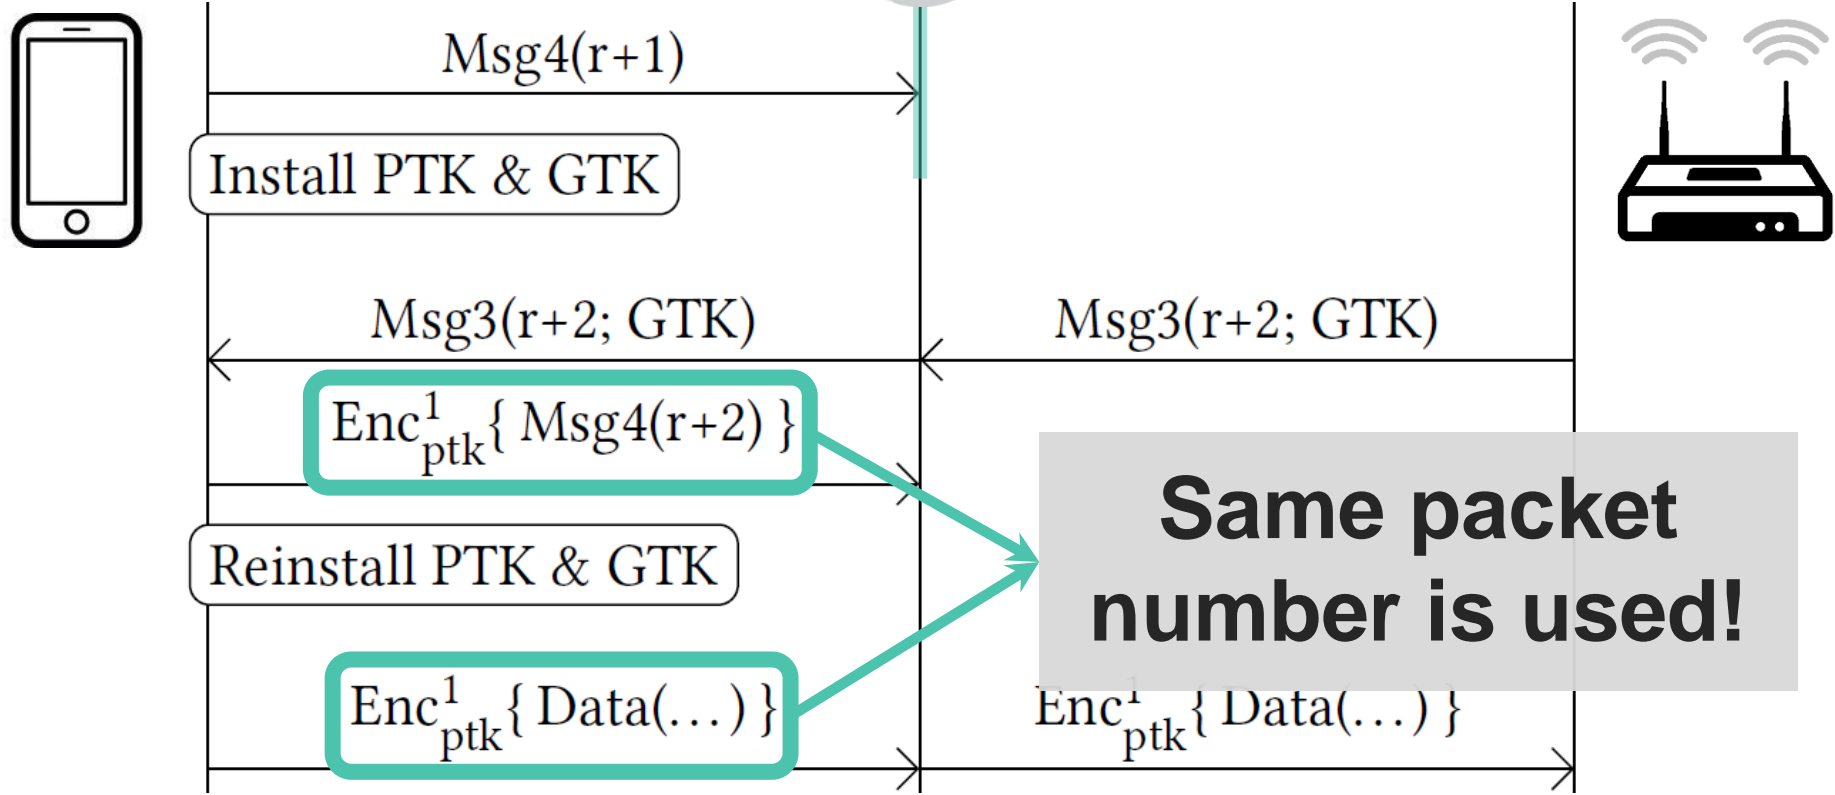 Msg4(r+1)
Install PTK & GTK
Msg3(r+2; GTK)
Msg3(r+2; GTK)
Enc¹ptk{ Msg4(r+2) }
Same packet
number is used!
Reinstall PTK & GTK
Enc¹ptk{ Data(...) }
Enc¹ptk{ Data(...) }